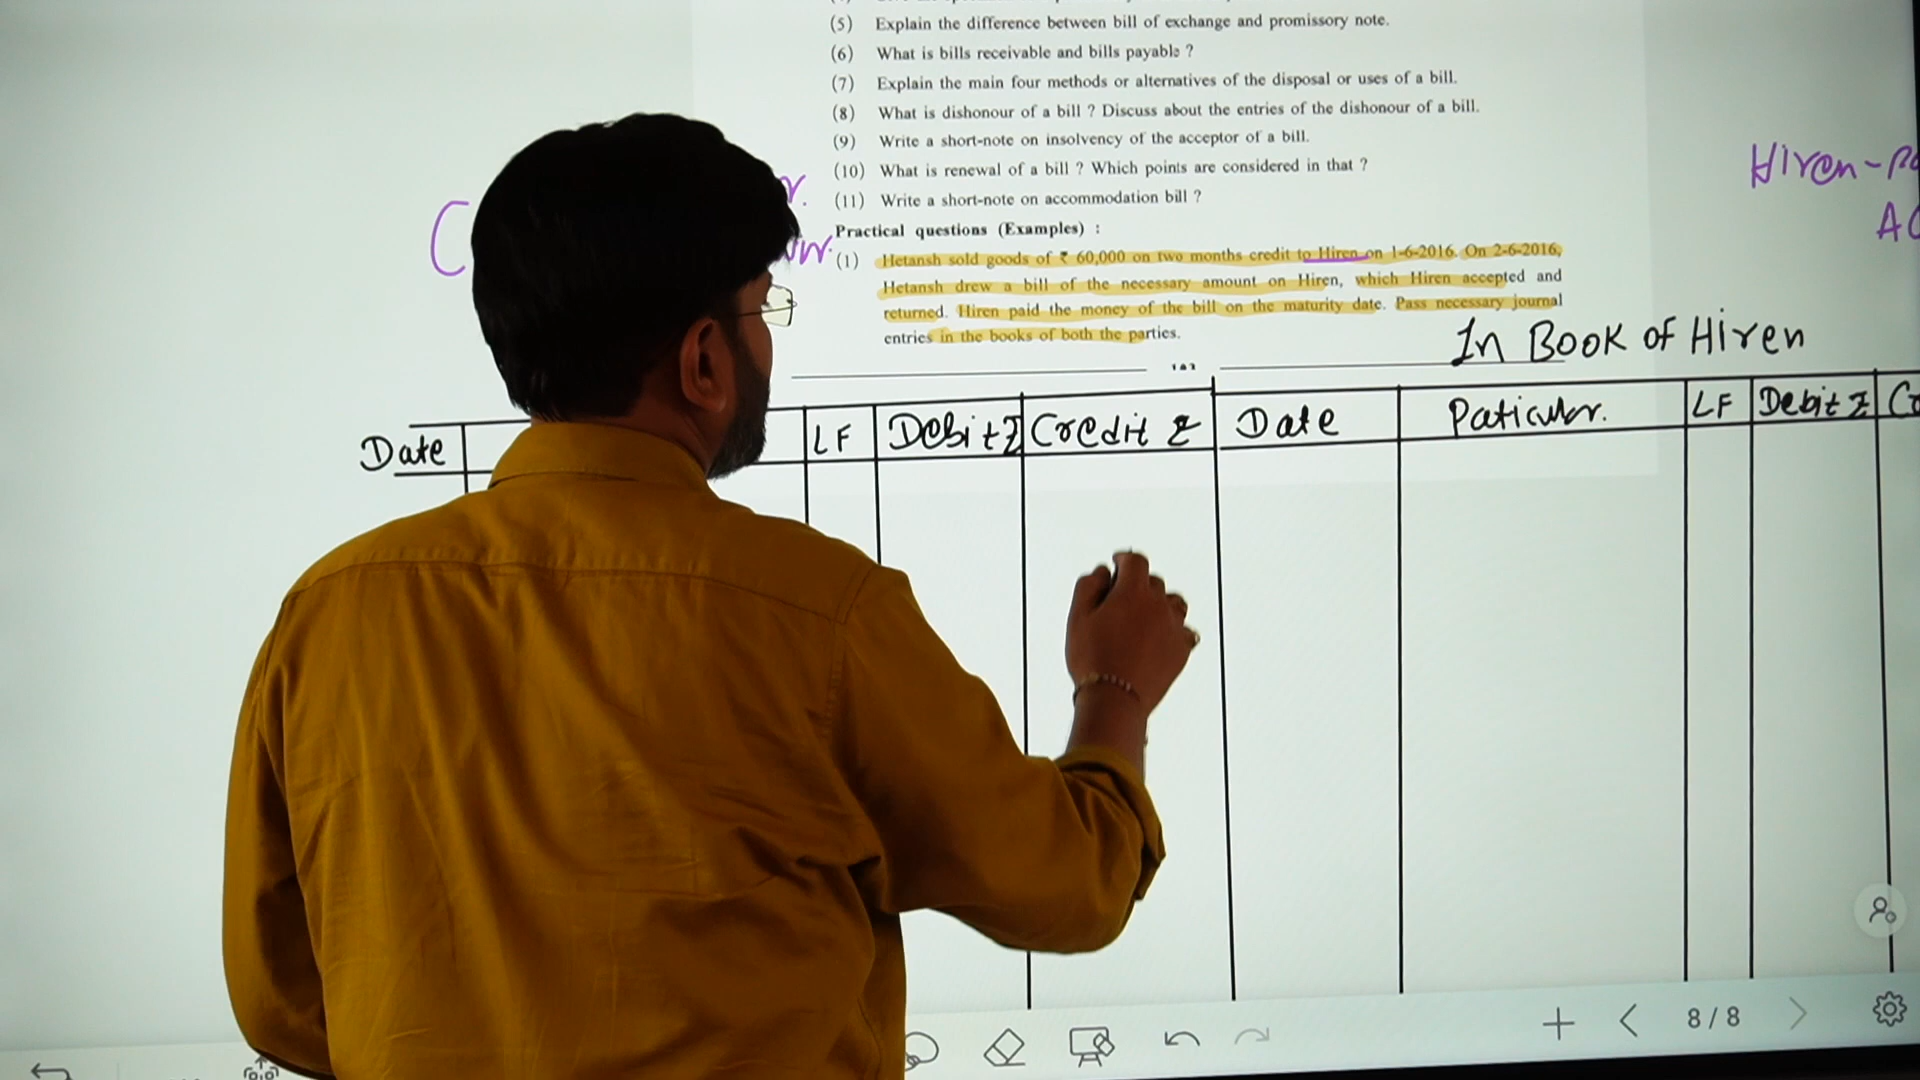 (5) Explain the difference between bill of exchange and promissory note.
(6) What is bills receivable and bills payable ?
(7) Explain the main four methods or alternatives of the disposal or uses of a bill.
(8) What is dishonour of a bill ? Discuss about the entries of the dishonour of a bill.
(9) Write a short-note on insolvency of the acceptor of a bill.
(10) What is renewal of a bill ? Which points are considered in that ?
(11) Write a short-note on accommodation bill ?
Hiren-
Practical questions (Examples) :
(1) Hetansh sold goods of ₹ 60,000 on two months credit to Hiren on 1-6-2016. On 2-6-2016,
Hetansh drew a bill of the necessary amount on Hiren, which Hiren accepted and
returned. Hiren paid the money of the bill on the maturity date. Pass necessary journal
entries in the books of both the parties.
In Book of Hiren
Date LF Debit ₹ Credit ₹ Date Paticular. LF Debit ₹
8/8